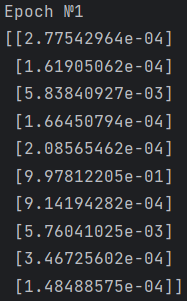 Epoch №1
[[2.77542964e-04]
[1.61905062e-04]
[5.83840927e-03]
[1.66450794e-04]
[2.08565462e-04]
[9.97812205e-01]
[9.14194282e-04]
[5.76041025e-03]
[3.46725602e-04]
[1.48488575e-04]]